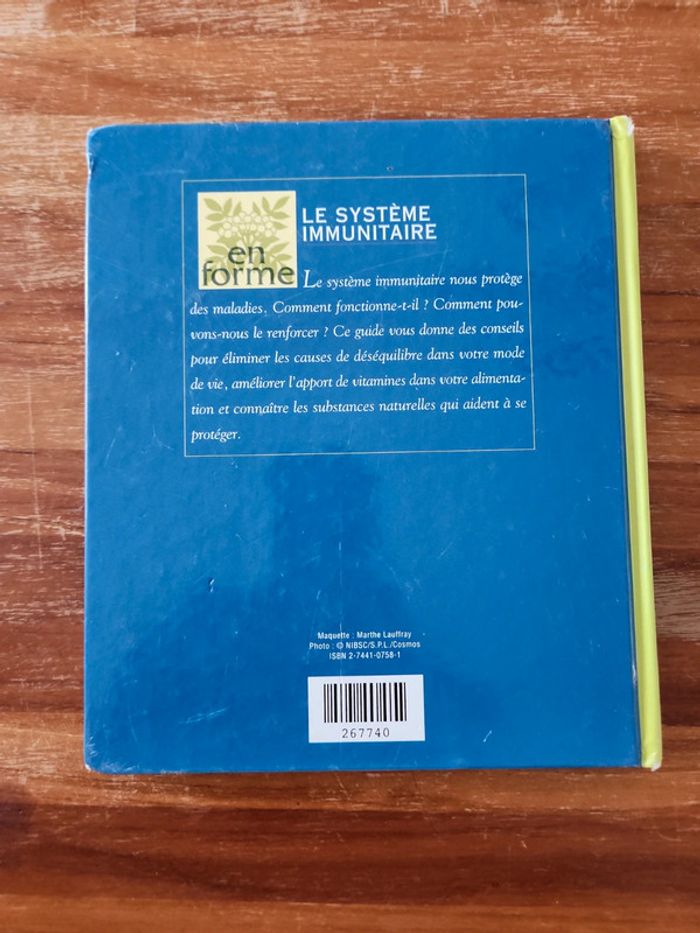 en
forme
LE SYSTÈME
IMMUNITAIRE
Le système immunitaire nous protège
des maladies. Comment fonctionne-t-il ? Comment pou-
vons-nous le renforcer ? Ce guide vous donne des conseils
pour éliminer les causes de déséquilibre dans votre mode
de vie, améliorer l'apport de vitamines dans votre alimenta-
tion et connaître les substances naturelles qui aident à se
protéger.
Maquette : Marthe Lauffray
Photo : © NIBSC/S.P.L./Cosmos
ISBN 2-7441-0758-1
267740